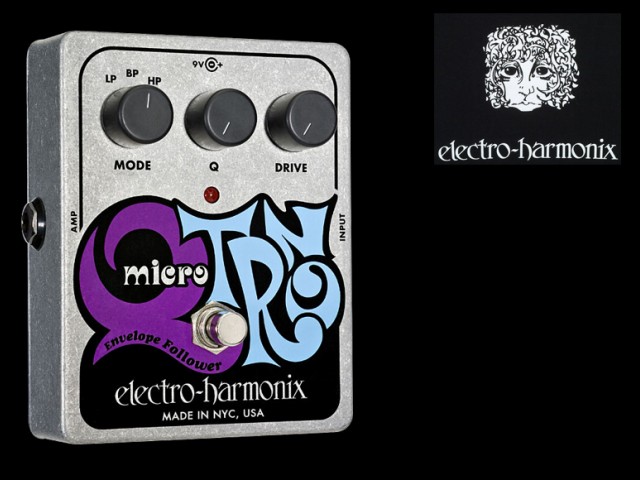 9V +
LP BP HP
MODE Q DRIVE
AMP
INPUT
micro Q-TRON
Envelope Follower
electro-harmonix
MADE IN NYC, USA
electro-harmonix